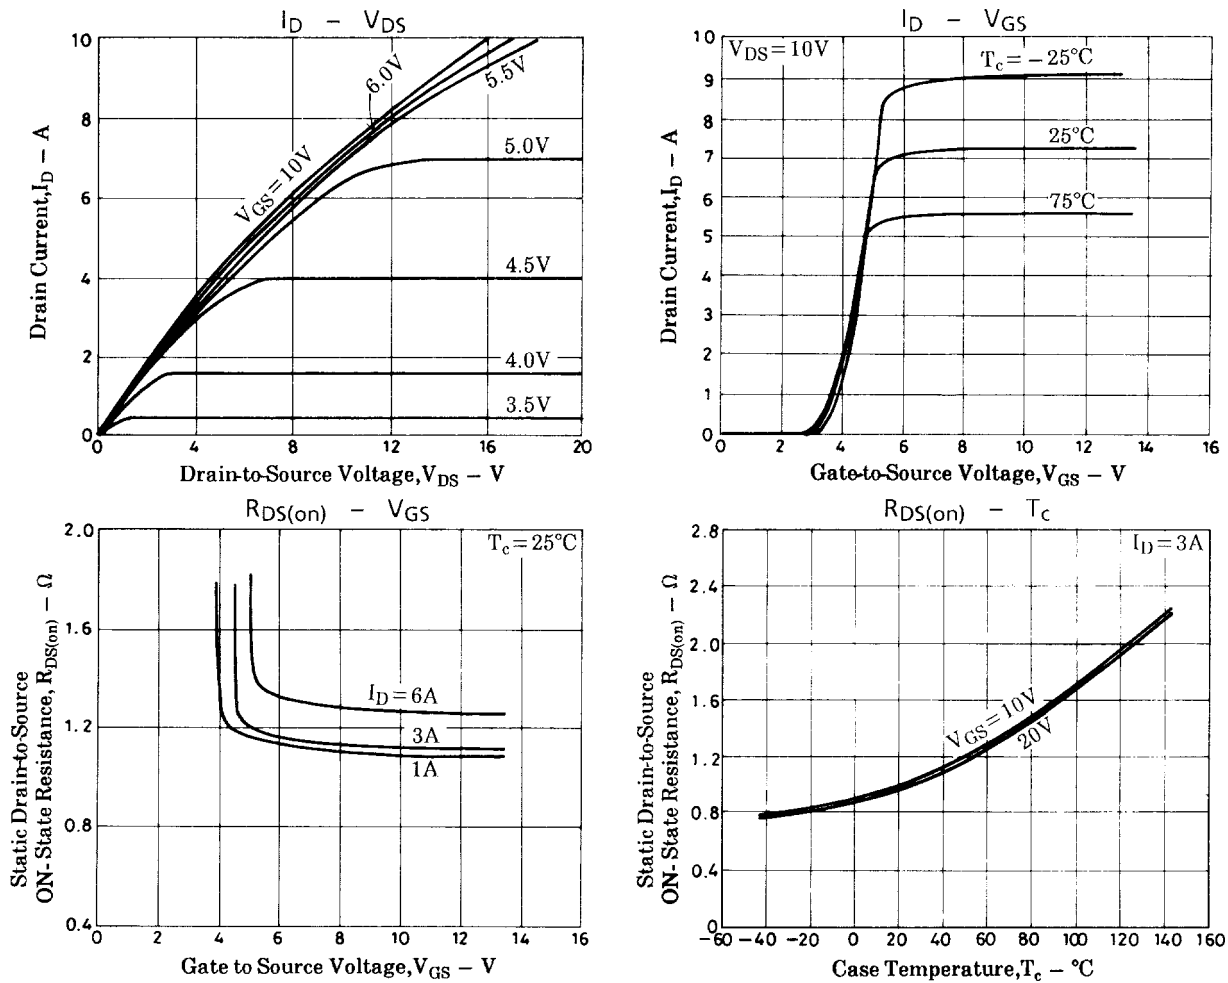 I_D – V_DS
10
8
6
4
2
0
0 4 8 12 16 20
V_GS=10V
6.0V
5.5V
5.0V
4.5V
4.0V
3.5V
Drain Current,I_D – A
Drain-to-Source Voltage,V_DS – V
I_D – V_GS
V_DS=10V
T_c=–25°C
25°C
75°C
10
9
8
7
6
5
4
3
2
1
0
0 2 4 6 8 10 12 14 16
Drain Current,I_D – A
Gate-to-Source Voltage,V_GS – V
R_DS(on) – V_GS
T_c=25°C
2.0
1.6
1.2
0.8
0.4
0 2 4 6 8 10 12 14 16
I_D=6A
3A
1A
Static Drain-to-Source
ON- State Resistance, R_DS(on) – Ω
Gate to Source Voltage,V_GS – V
R_DS(on) – T_c
I_D=3A
2.8
2.4
2.0
1.6
1.2
0.8
0.4
0
–60 –40 –20 0 20 40 60 80 100 120 140 160
V_GS=10V
20V
Static Drain-to-Source
ON- State Resistance, R_DS(on) – Ω
Case Temperature,T_c – °C